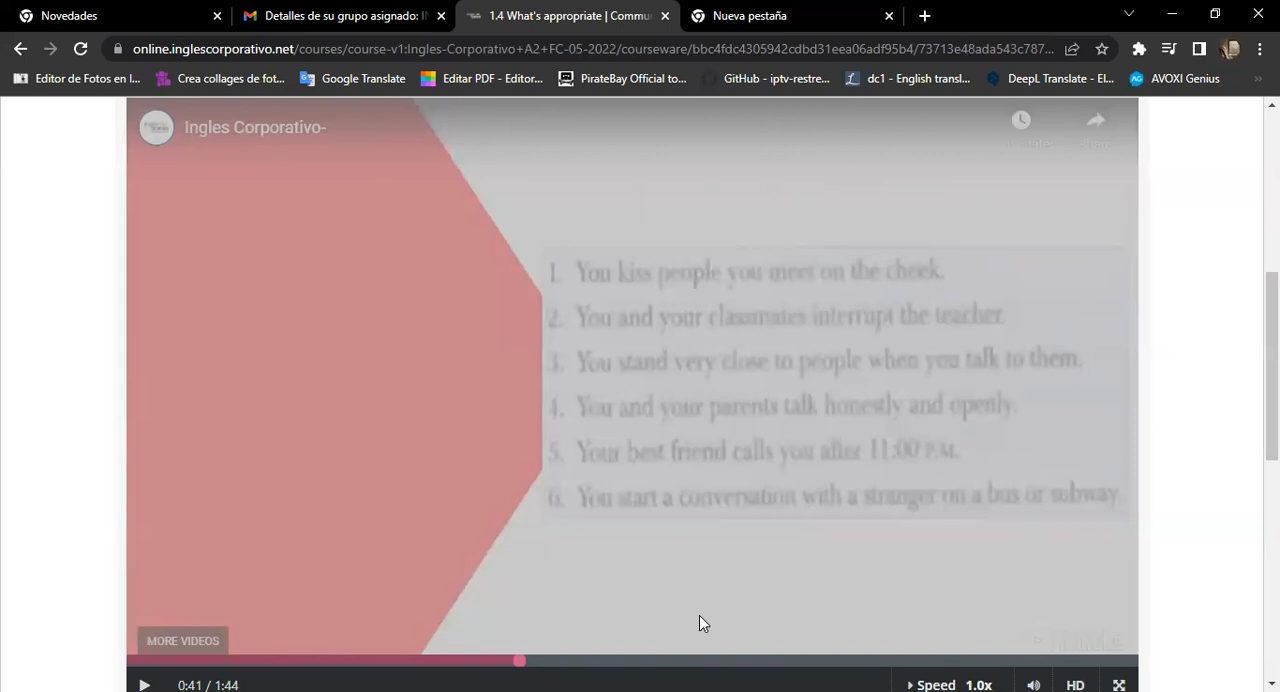 Novedades
Detalles de su grupo asignado: I
1.4 What's appropriate | Commu
Nueva pestaña
online.inglescorporativo.net/courses/course-v1:Ingles-Corporativo+A2+FC-05-2022/courseware/bbc4fdc4305942cdbd31eea06adf95b4/73713e48ada543c787...
Editor de Fotos en l...
Crea collages de fot...
Google Translate
Editar PDF - Editor...
PirateBay Official to...
GitHub - iptv-restre...
dc1 - English transl...
DeepL Translate - El...
AVOXI Genius
»
Ingles Corporativo-
1. You kiss people you meet on the cheek.
2. You and your classmates interrupt the teacher.
3. You stand very close to people when you talk to them.
4. You and your parents talk honestly and openly.
5. Your best friend calls you after 11:00 P.M.
6. You start a conversation with a stranger on a bus or subway.
MORE VIDEOS
0:41 / 1:44
Speed 1.0x
HD